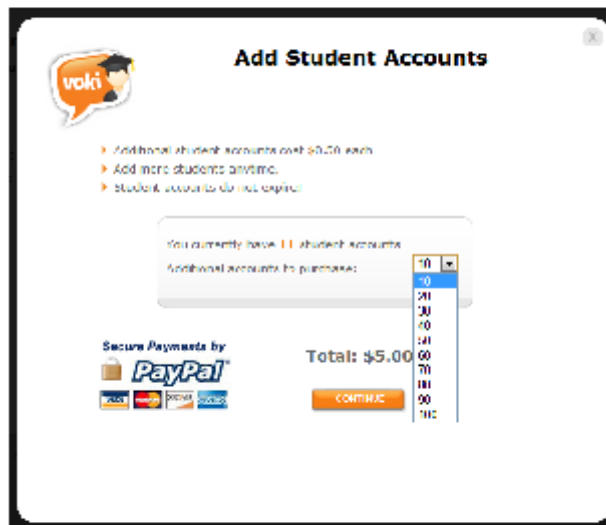 X
voki
Add Student Accounts
Additional student accounts cost $0.50 each
Add more students anytime.
Student accounts do not expire!
You currently have 11 student accounts
Additional accounts to purchase:
10
10
20
30
40
50
60
70
80
90
100
Secure Payments by
PayPal
Total: $5.00
VISA
CONTINUE